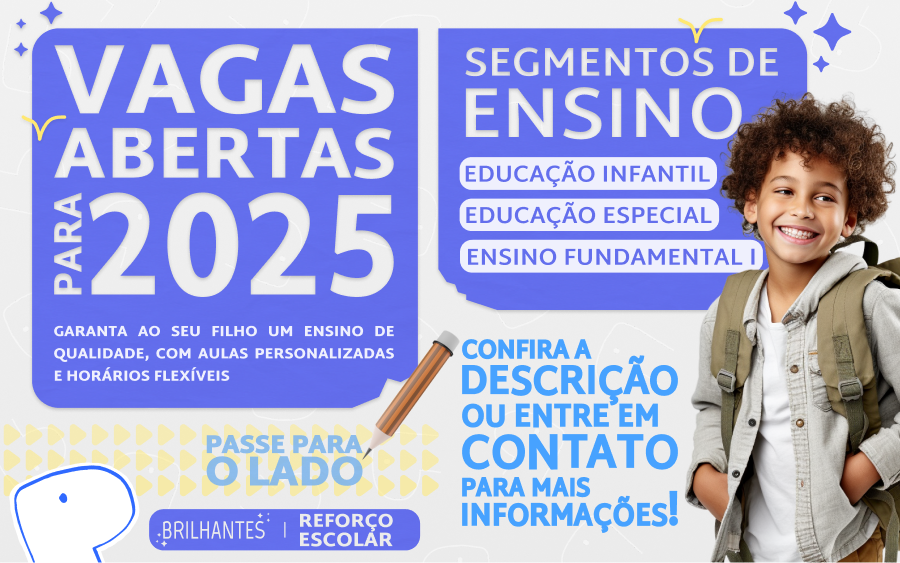 VAGAS
ABERTAS
PARA
2025
GARANTA AO SEU FILHO UM ENSINO DE
QUALIDADE, COM AULAS PERSONALIZADAS
E HORÁRIOS FLEXÍVEIS
PASSE PARA
O LADO
BRILHANTES | REFORÇO
ESCOLAR
SEGMENTOS DE
ENSINO
EDUCAÇÃO INFANTIL
EDUCAÇÃO ESPECIAL
ENSINO FUNDAMENTAL I
CONFIRA A
DESCRIÇÃO
OU ENTRE EM
CONTATO
PARA MAIS
INFORMAÇÕES!